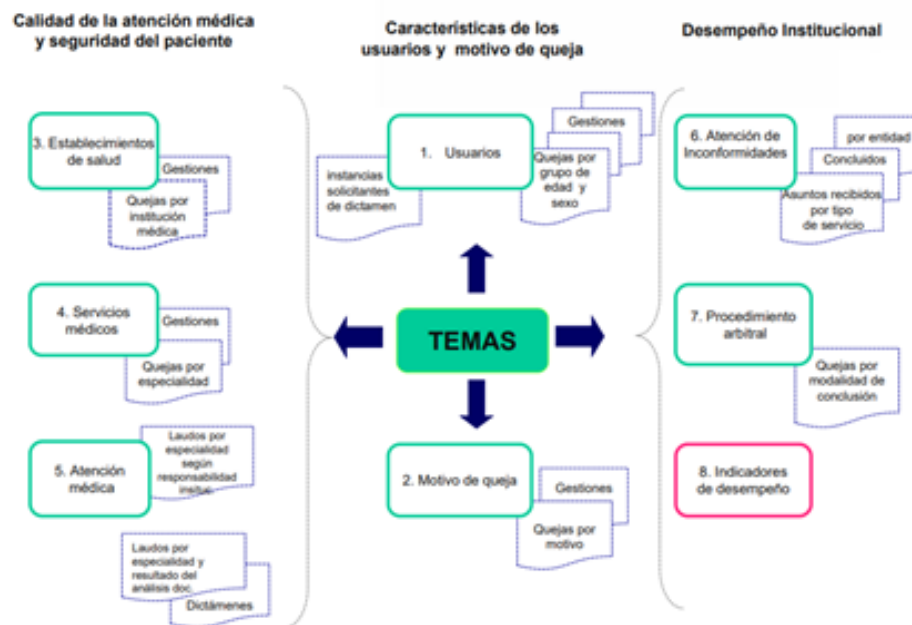 Calidad de la atención médica
y seguridad del paciente
Características de los
usuarios y motivo de queja
Desempeño Institucional
3. Establecimientos
de salud
Gestiones
Quejas por
institución
médica
4. Servicios
médicos
Gestiones
Quejas por
especialidad
5. Atención
médica
Laudos por
especialidad
según
responsabilidad
insituc.
Laudos por
especialidad y
resultado del
análisis doc.
Dictámenes
1. Usuarios
instancias
solicitantes
de dictamen
Gestiones
Quejas por
grupo de
edad y
sexo
TEMAS
2. Motivo de queja
Gestiones
Quejas por
motivo
6. Atención de
Inconformidades
por entidad
Concluidos
Asuntos recibidos
por tipo
de servicio
7. Procedimiento
arbitral
Quejas por
modalidad de
conclusión
8. Indicadores
de desempeño